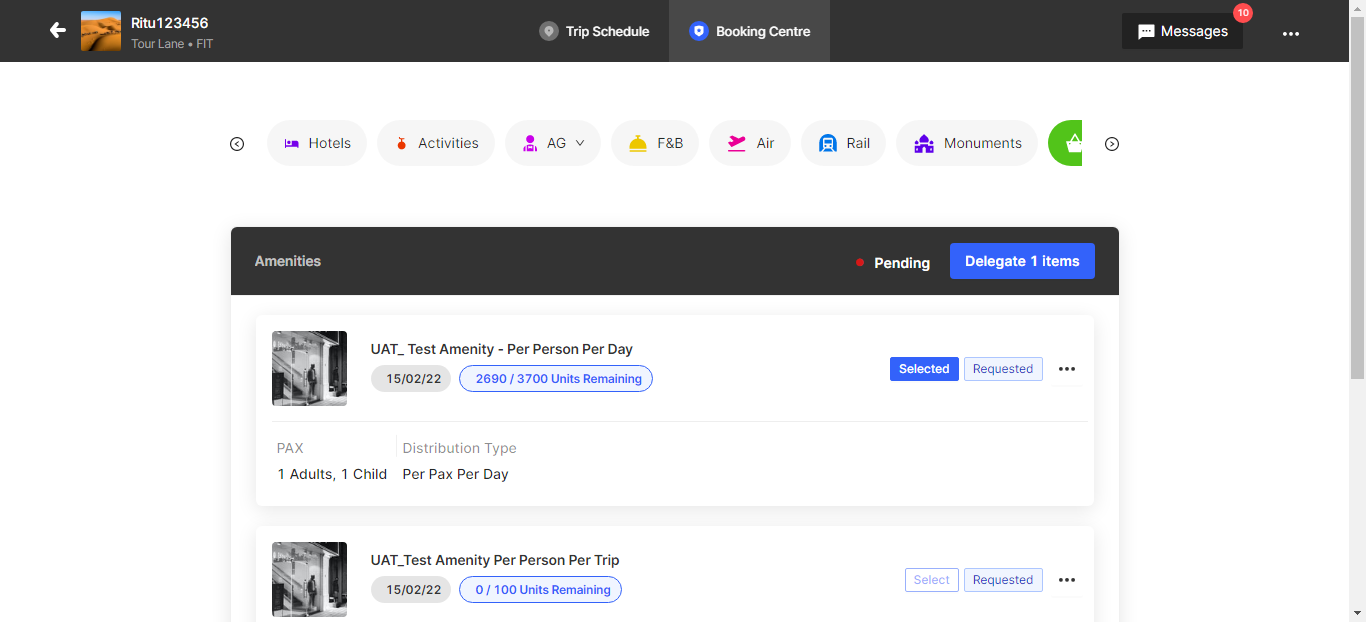 Ritu123456
Tour Lane • FIT
Trip Schedule
Booking Centre
Messages
10
Hotels
Activities
AG
F&B
Air
Rail
Monuments
Amenities
Pending
Delegate 1 items
UAT_ Test Amenity - Per Person Per Day
15/02/22
2690 / 3700 Units Remaining
Selected
Requested
PAX
Distribution Type
1 Adults, 1 Child
Per Pax Per Day
UAT_Test Amenity Per Person Per Trip
15/02/22
0 / 100 Units Remaining
Select
Requested